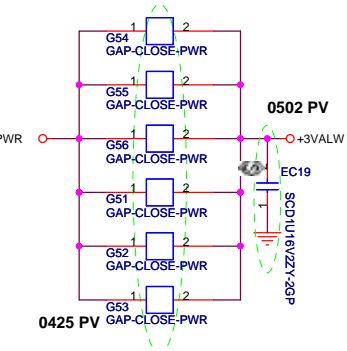 1 2
G54
GAP-CLOSE-PWR
1 2
G55
GAP-CLOSE-PWR
0502 PV
PWR
1 2
G56
GAP-CLOSE-PWR
+3VALW
EC19
1 2
G51
GAP-CLOSE-PWR
1
SCD1U16V2ZY-2GP
1 2
G52
GAP-CLOSE-PWR
1 2
G53
GAP-CLOSE-PWR
0425 PV